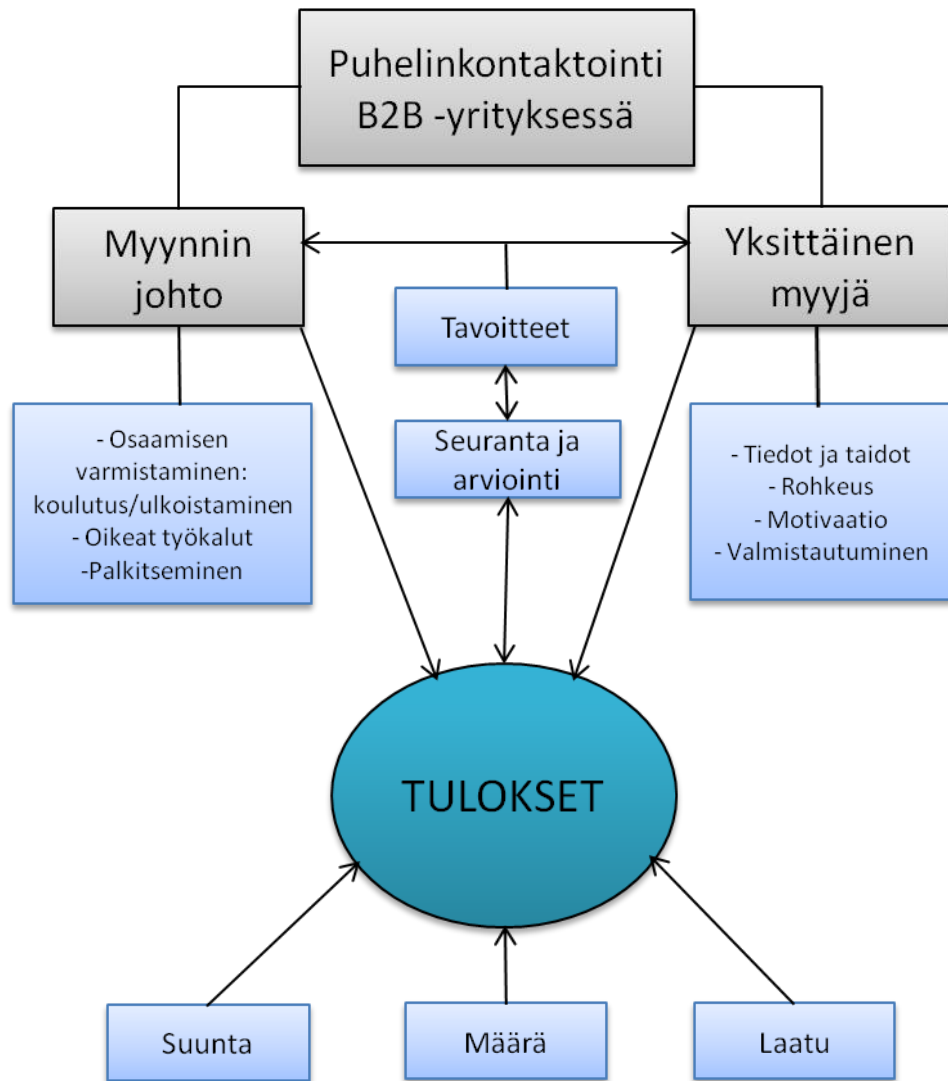 Puhelinkontaktointi
B2B -yrityksessä
Myynnin
johto
Yksittäinen
myyjä
Tavoitteet
Seuranta ja
arviointi
- Osaamisen
varmistaminen:
koulutus/ulkoistaminen
- Oikeat työkalut
-Palkitseminen
- Tiedot ja taidot
- Rohkeus
- Motivaatio
- Valmistautuminen
TULOKSET
Suunta
Määrä
Laatu